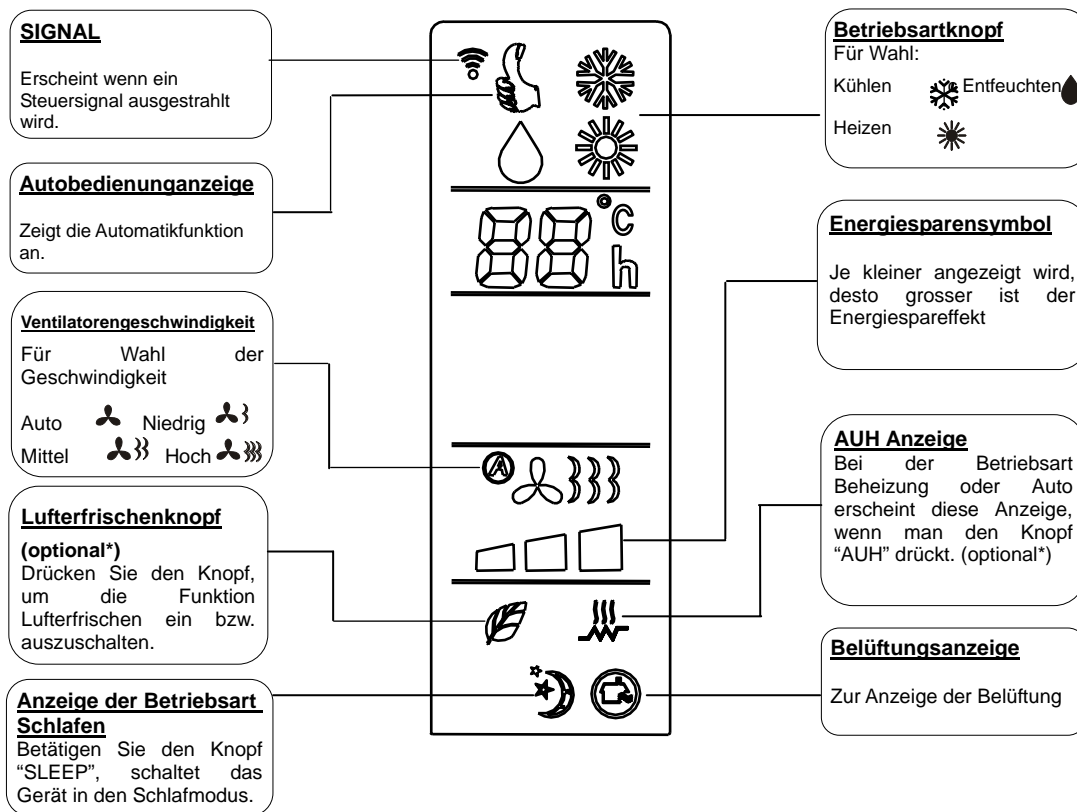 SIGNAL
Erscheint wenn ein
Steuersignal ausgestrahlt
wird.
Autobedienunganzeige
Zeigt die Automatikfunktion
an.
Ventilatorengeschwindigkeit
Für Wahl der
Geschwindigkeit
Auto Niedrig
Mittel Hoch
Lufterfrischenknopf
(optional*)
Drücken Sie den Knopf,
um die Funktion
Lufterfrischen ein bzw.
auszuschalten.
Anzeige der Betriebsart
Schlafen
Betätigen Sie den Knopf
“SLEEP”, schaltet das
Gerät in den Schlafmodus.
88 °C
h
A
Betriebsartknopf
Für Wahl:
Kühlen Entfeuchten
Heizen
Energiesparensymbol
Je kleiner angezeigt wird,
desto grosser ist der
Energiespareffekt
AUH Anzeige
Bei der Betriebsart
Beheizung oder Auto
erscheint diese Anzeige,
wenn man den Knopf
“AUH” drückt. (optional*)
Belüftungsanzeige
Zur Anzeige der Belüftung